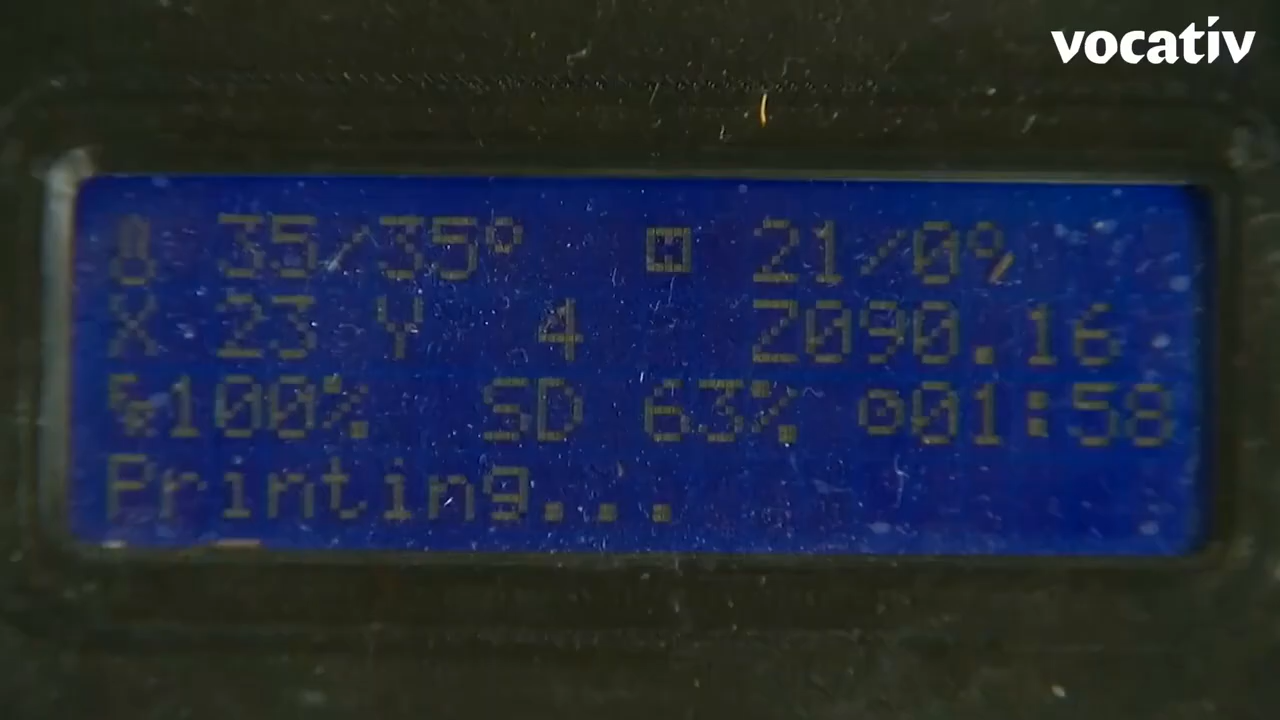 vocativ
35/35° 21/0°
X 23 Y 4 Z090.16
100% SD 63% 01:58
Printing...